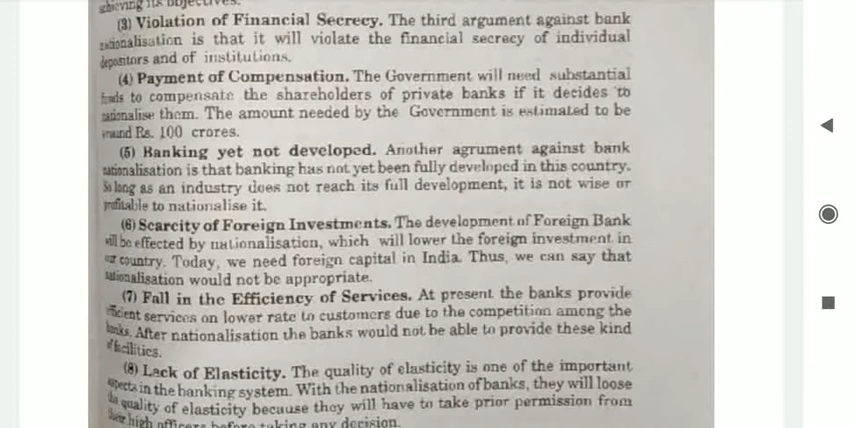 achieving its objectives.
(3) Violation of Financial Secrecy. The third argument against bank
nationalisation is that it will violate the financial secrecy of individual
depositors and of institutions.
(4) Payment of Compensation. The Government will need substantial
funds to compensate the shareholders of private banks if it decides to
nationalise them. The amount needed by the Government is estimated to be
around Rs. 100 crores.
(5) Banking yet not developed. Another agrument against bank
nationalisation is that banking has not yet been fully developed in this country.
So long as an industry does not reach its full development, it is not wise or
profitable to nationalise it.
(6) Scarcity of Foreign Investments. The development of Foreign Bank
will be effected by nationalisation, which will lower the foreign investment in
our country. Today, we need foreign capital in India. Thus, we can say that
nationalisation would not be appropriate.
(7) Fall in the Efficiency of Services. At present the banks provide
efficient services on lower rate to customers due to the competition among the
banks. After nationalisation the banks would not be able to provide these kind
of facilities.
(8) Lack of Elasticity. The quality of elasticity is one of the important
aspects in the banking system. With the nationalisation of banks, they will loose
the quality of elasticity because they will have to take prior permission from
their high officers before taking any decision.